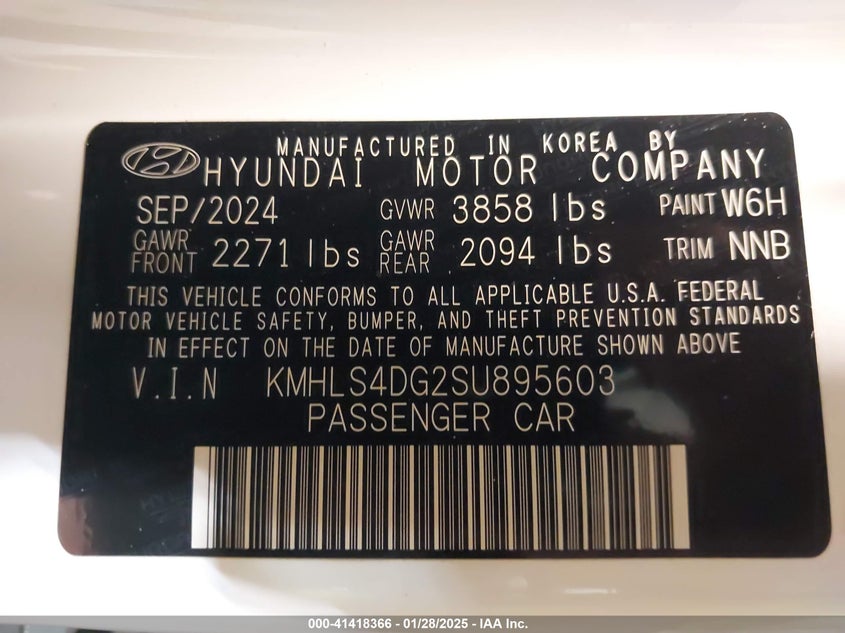 MANUFACTURED IN KOREA BY
HYUNDAI MOTOR COMPANY
SEP/2024 GVWR 3858 lbs PAINT W6H
GAWR FRONT 2271 lbs GAWR REAR 2094 lbs TRIM NNB
THIS VEHICLE CONFORMS TO ALL APPLICABLE U.S.A. FEDERAL
MOTOR VEHICLE SAFETY, BUMPER, AND THEFT PREVENTION STANDARDS
IN EFFECT ON THE DATE OF MANUFACTURE SHOWN ABOVE
V.I.N KMHLS4DG2SU895603
PASSENGER CAR
000-41418366 - 01/28/2025 - IAA Inc.